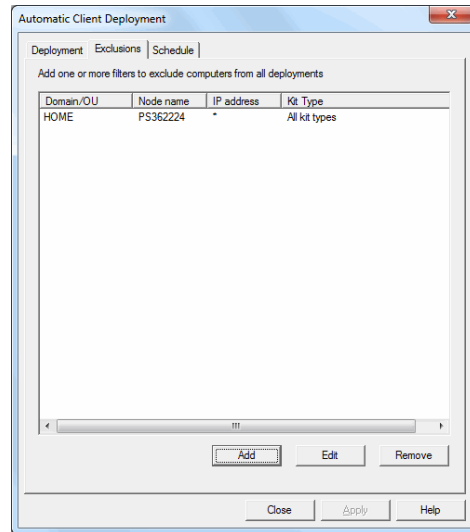 Automatic Client Deployment
Deployment Exclusions Schedule
Add one or more filters to exclude computers from all deployments
Domain/OU Node name IP address Kit Type
HOME PS362224 * All kit types
Add Edit Remove
Close Apply Help